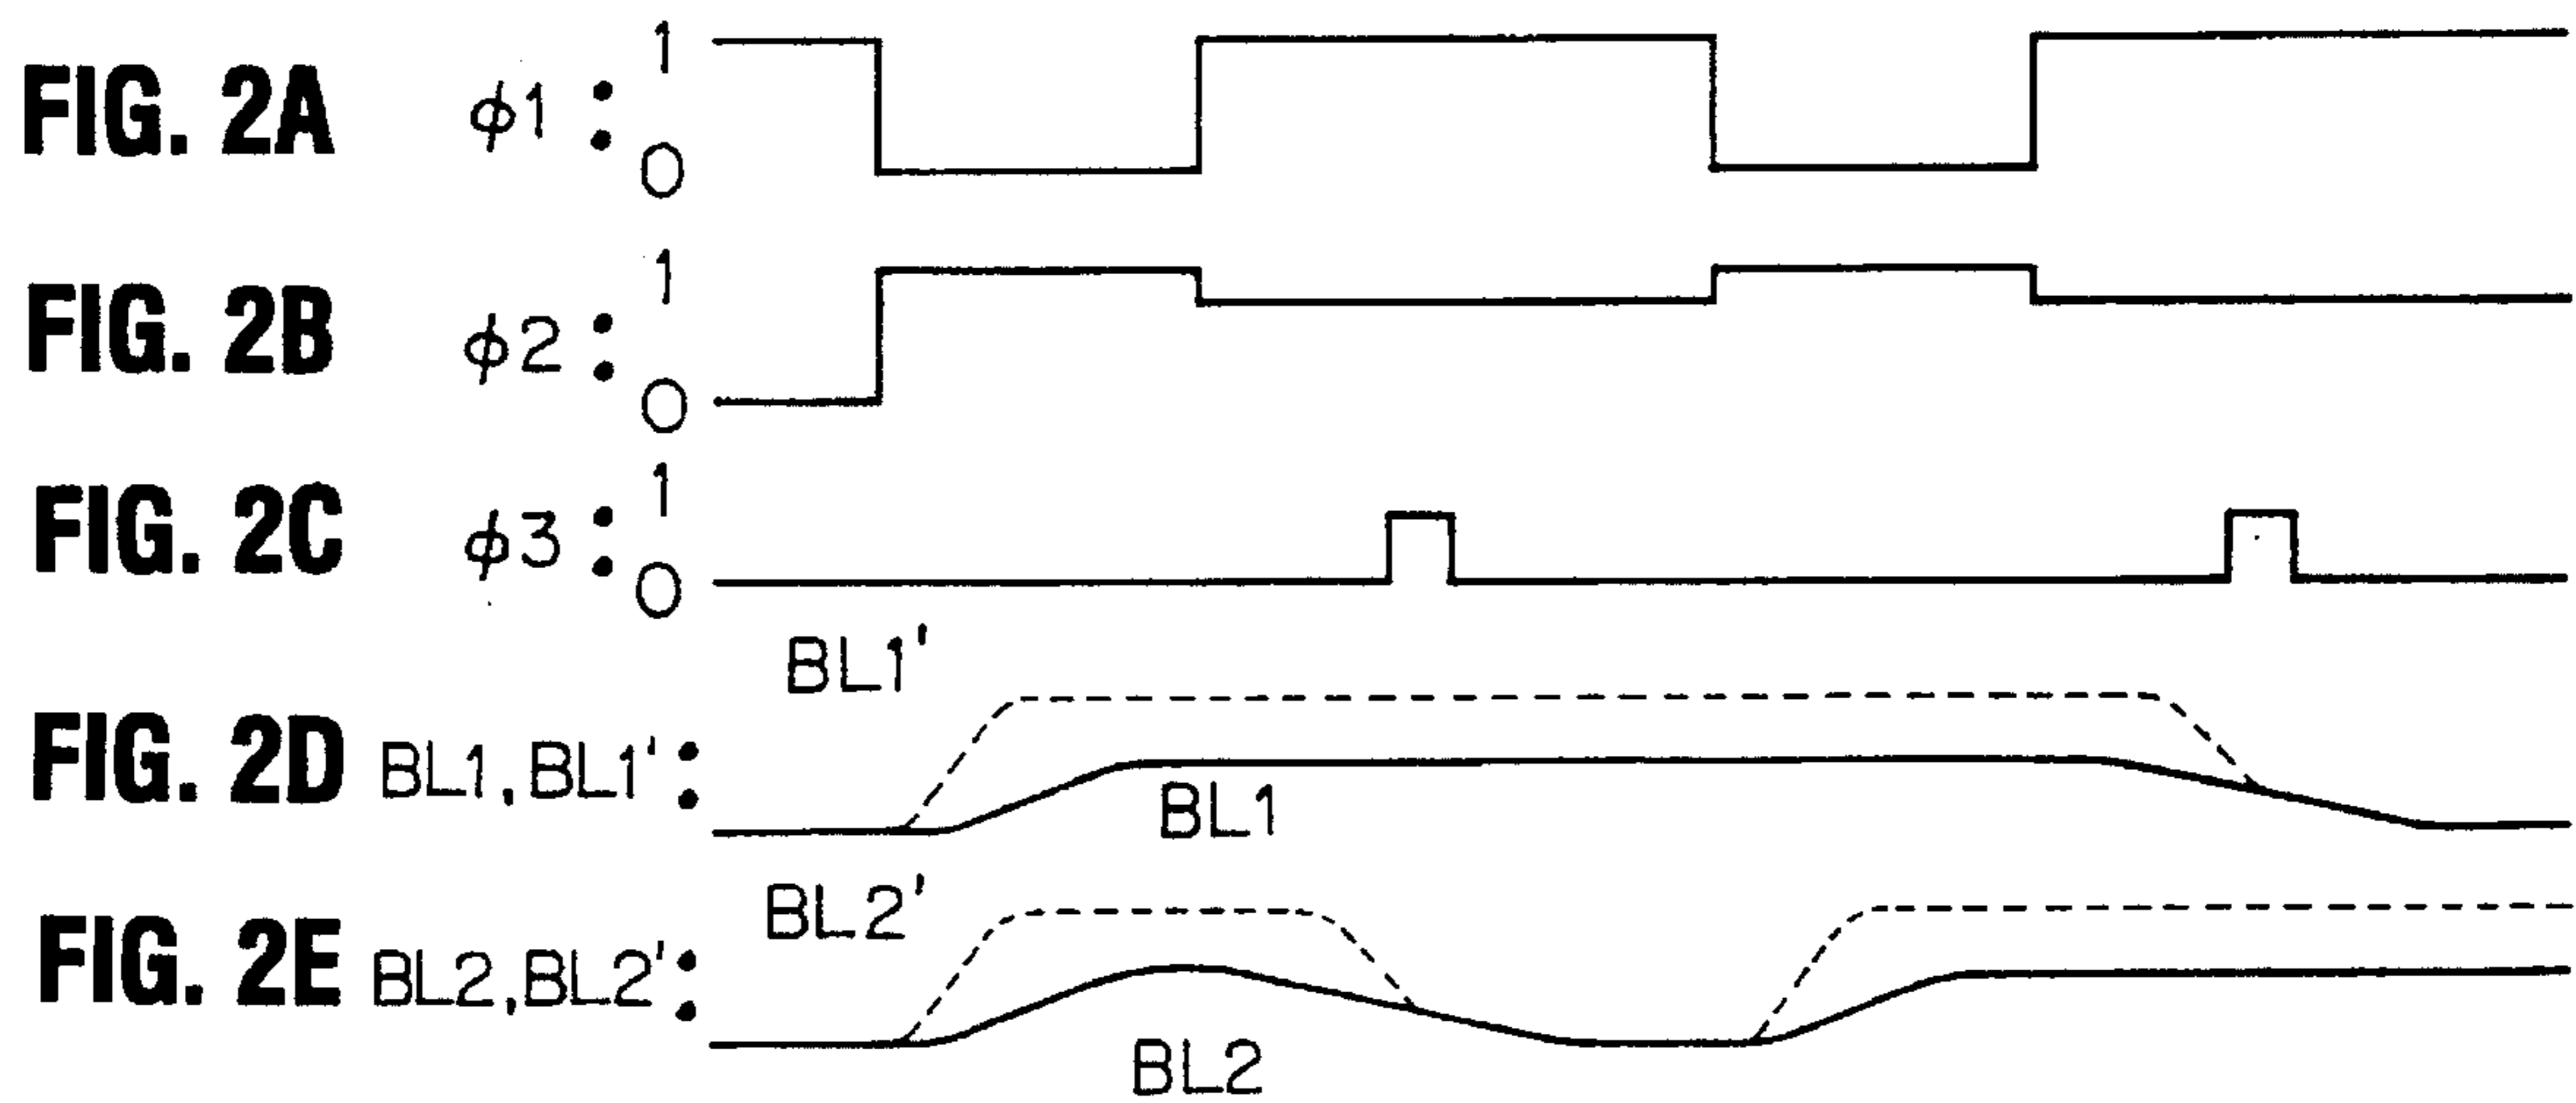 FIG. 2A φ1 : 1
0
FIG. 2B φ2 : 1
0
FIG. 2C φ3 : 1
0
BL1'
FIG. 2D BL1, BL1' :
BL1
BL2'
FIG. 2E BL2, BL2' :
BL2